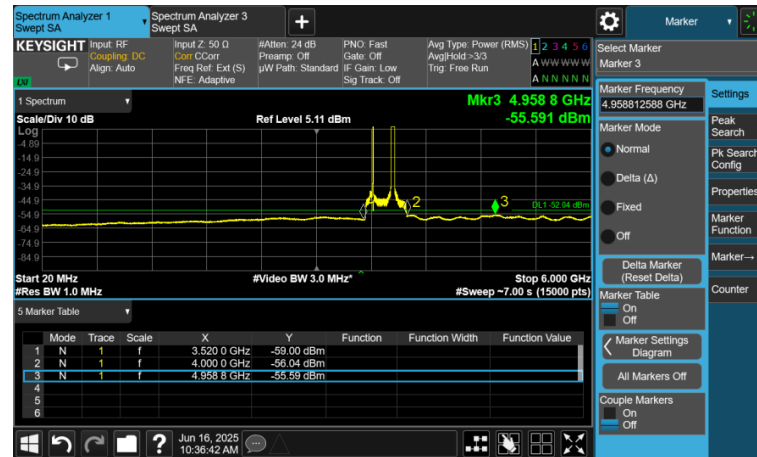 Spectrum Analyzer 1
Swept SA
Spectrum Analyzer 3
Swept SA
Marker
KEYSIGHT
LXI
Input: RF
Coupling: DC
Align: Auto
Input Z: 50 Ω
Corr CCorr
Freq Ref: Ext (S)
NFE: Adaptive
#Atten: 24 dB
Preamp: Off
µW Path: Standard
PNO: Fast
Gate: Off
IF Gain: Low
Sig Track: Off
Avg Type: Power (RMS)
Avg|Hold:>3/3
Trig: Free Run
1 2 3 4 5 6
A WW WW W
A N N N N N
Select Marker
Marker 3
1 Spectrum
Scale/Div 10 dB
Log
Ref Level 5.11 dBm
Mkr3 4.958 8 GHz
-55.591 dBm
-4.89
-14.9
-24.9
-34.9
-44.9
-54.9
-64.9
-74.9
-84.9
2
3
DL1 -52.04 dBm
Start 20 MHz
#Res BW 1.0 MHz
#Video BW 3.0 MHz*
Stop 6.000 GHz
#Sweep ~7.00 s (15000 pts)
5 Marker Table
Mode Trace Scale X Y Function Function Width Function Value
1 N 1 f 3.520 0 GHz -59.00 dBm
2 N 1 f 4.000 0 GHz -56.04 dBm
3 N 1 f 4.958 8 GHz -55.59 dBm
4
5
6
Marker Frequency
4.958812588 GHz
Marker Mode
Normal
Delta (Δ)
Fixed
Off
Delta Marker
(Reset Delta)
Marker Table
On
Off
Marker Settings
Diagram
All Markers Off
Couple Markers
On
Off
Settings
Peak
Search
Pk Search
Config
Properties
Marker
Function
Marker→
Counter
?
Jun 16, 2025
10:36:42 AM